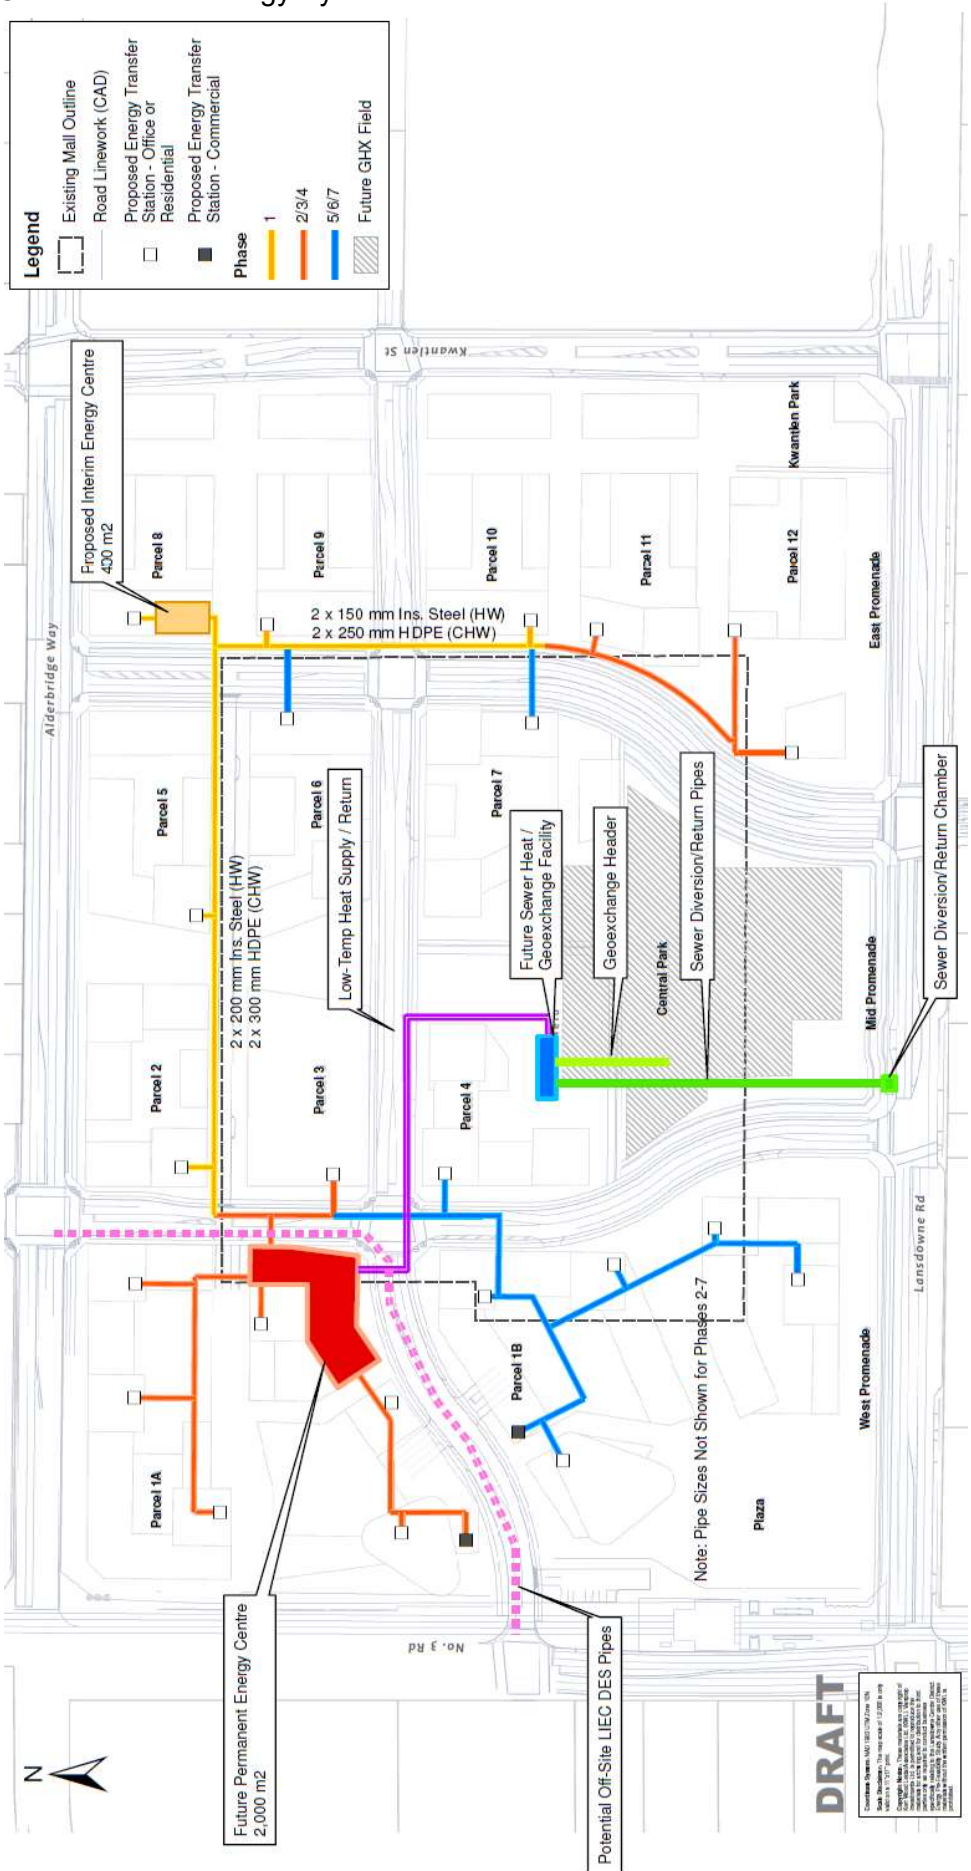 Legend
Existing Mall Outline
Road Linework (CAD)
Proposed Energy Transfer
Station - Office or
Residential
Proposed Energy Transfer
Station - Commercial
Phase
1
2/3/4
5/6/7
Future GHX Field
N
Alderbridge Way
Kwantlen St
Lansdowne Rd
No. 3 Rd
Proposed Interim Energy Centre
400 m2
Parcel 8
Parcel 9
Parcel 10
Parcel 11
Parcel 12
Kwantlen Park
East Promenade
2 x 150 mm Ins. Steel (HW)
2 x 250 mm HDPE (CHW)
Parcel 5
Parcel 6
Parcel 7
2 x 200 mm Ins. Steel (HW)
2 x 300 mm HDPE (CHW)
Low-Temp Heat Supply / Return
Future Sewer Heat /
Geoexchange Facility
Geoexchange Header
Sewer Diversion/Return Pipes
Sewer Diversion/Return Chamber
Central Park
Mid Promenade
Parcel 2
Parcel 3
Parcel 4
Parcel 1A
Parcel 1B
Note: Pipe Sizes Not Shown for Phases 2-7
West Promenade
Plaza
Future Permanent Energy Centre
2,000 m2
Potential Off-Site LIEC DES Pipes
DRAFT